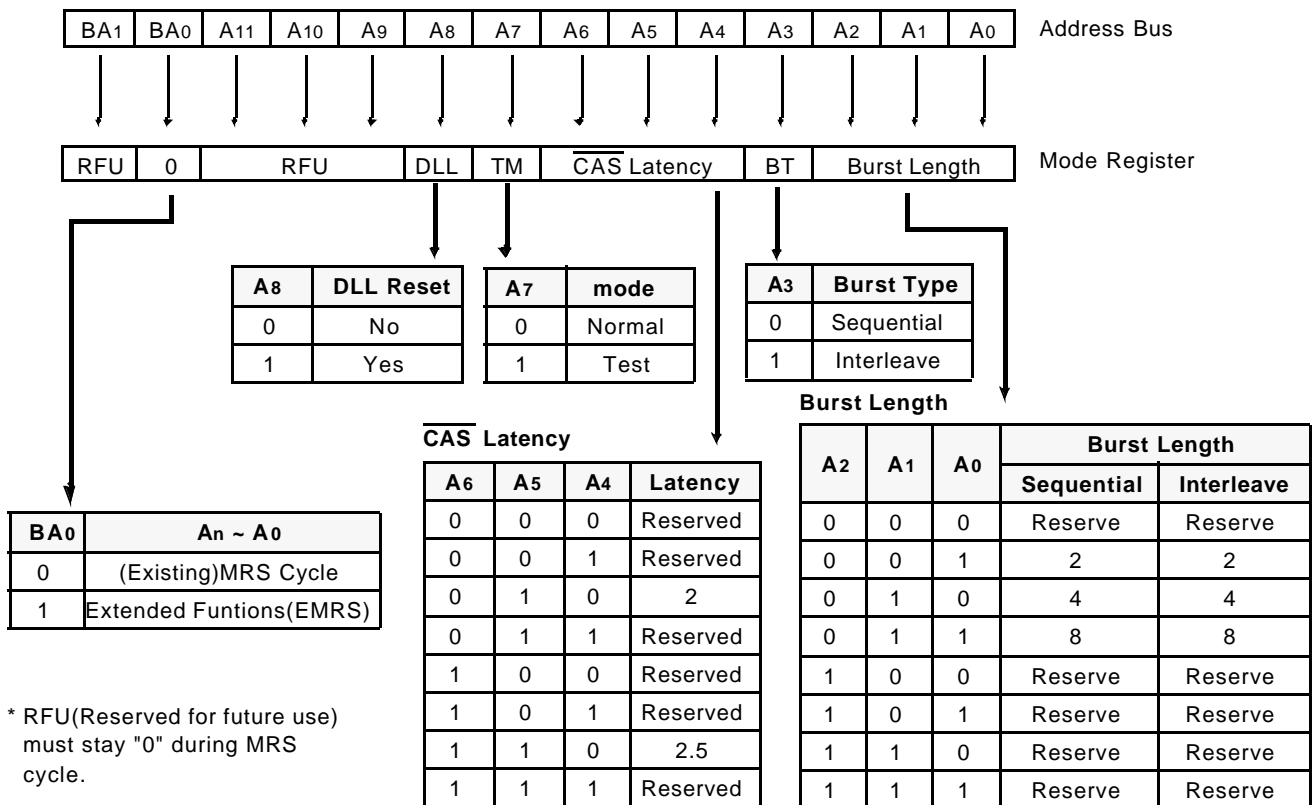 BA1 BA0 A11 A10 A9 A8 A7 A6 A5 A4 A3 A2 A1 A0 Address Bus
RFU 0 RFU DLL TM CAS Latency BT Burst Length Mode Register
A8 DLL Reset
0 No
1 Yes
A7 mode
0 Normal
1 Test
A3 Burst Type
0 Sequential
1 Interleave
BA0 An ~ A0
0 (Existing)MRS Cycle
1 Extended Funtions(EMRS)
* RFU(Reserved for future use)
must stay "0" during MRS
cycle.
CAS Latency
A6 A5 A4 Latency
0 0 0 Reserved
0 0 1 Reserved
0 1 0 2
0 1 1 Reserved
1 0 0 Reserved
1 0 1 Reserved
1 1 0 2.5
1 1 1 Reserved
Burst Length
A2 A1 A0 Burst Length
Sequential Interleave
0 0 0 Reserve Reserve
0 0 1 2 2
0 1 0 4 4
0 1 1 8 8
1 0 0 Reserve Reserve
1 0 1 Reserve Reserve
1 1 0 Reserve Reserve
1 1 1 Reserve Reserve